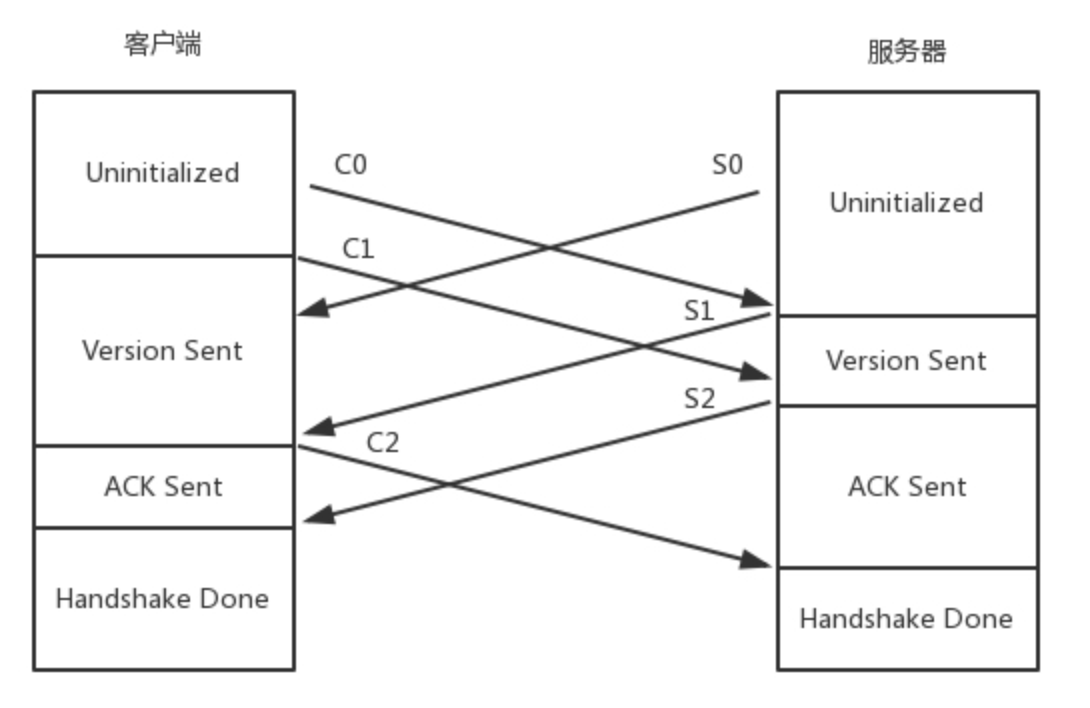 客户端
服务器
C0
S0
Uninitialized
Uninitialized
C1
S1
Version Sent
Version Sent
S2
C2
ACK Sent
ACK Sent
Handshake Done
Handshake Done